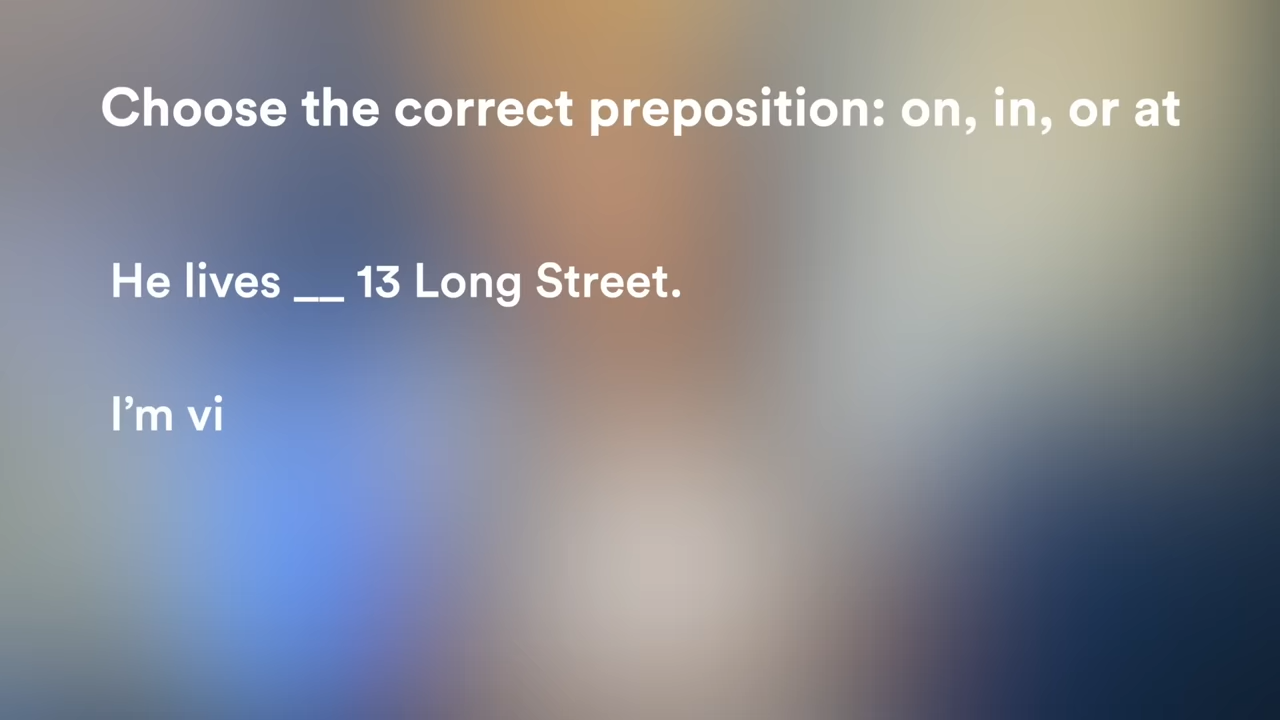 Choose the correct preposition: on, in, or at
He lives __ 13 Long Street.
I’m vi